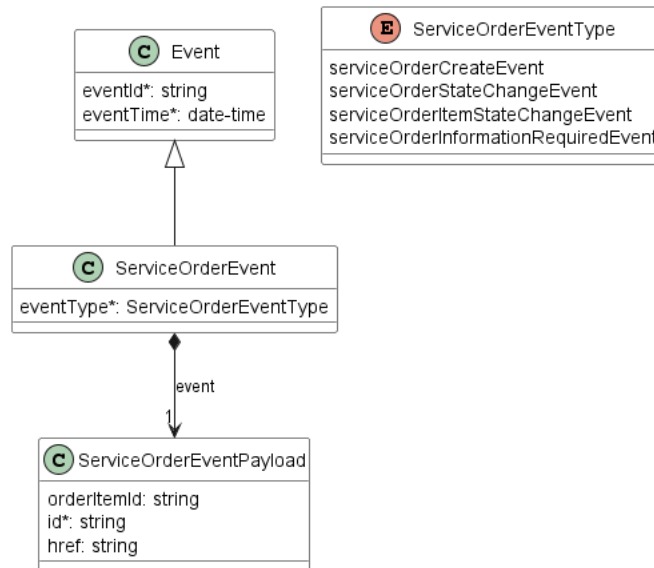 C Event
eventId*: string
eventTime*: date-time
E ServiceOrderEventType
serviceOrderCreateEvent
serviceOrderStateChangeEvent
serviceOrderItemStateChangeEvent
serviceOrderInformationRequiredEvent
C ServiceOrderEvent
eventType*: ServiceOrderEventType
event
1
C ServiceOrderEventPayload
orderItemId: string
id*: string
href: string